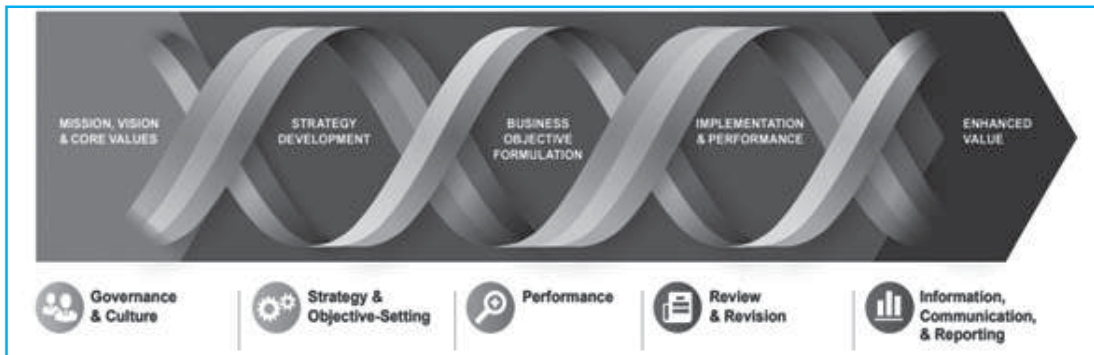 MISSION, VISION
& CORE VALUES
STRATEGY
DEVELOPMENT
BUSINESS
OBJECTIVE
FORMULATION
IMPLEMENTATION
& PERFORMANCE
ENHANCED
VALUE
Governance
& Culture
Strategy &
Objective-Setting
Performance
Review
& Revision
Information,
Communication,
& Reporting